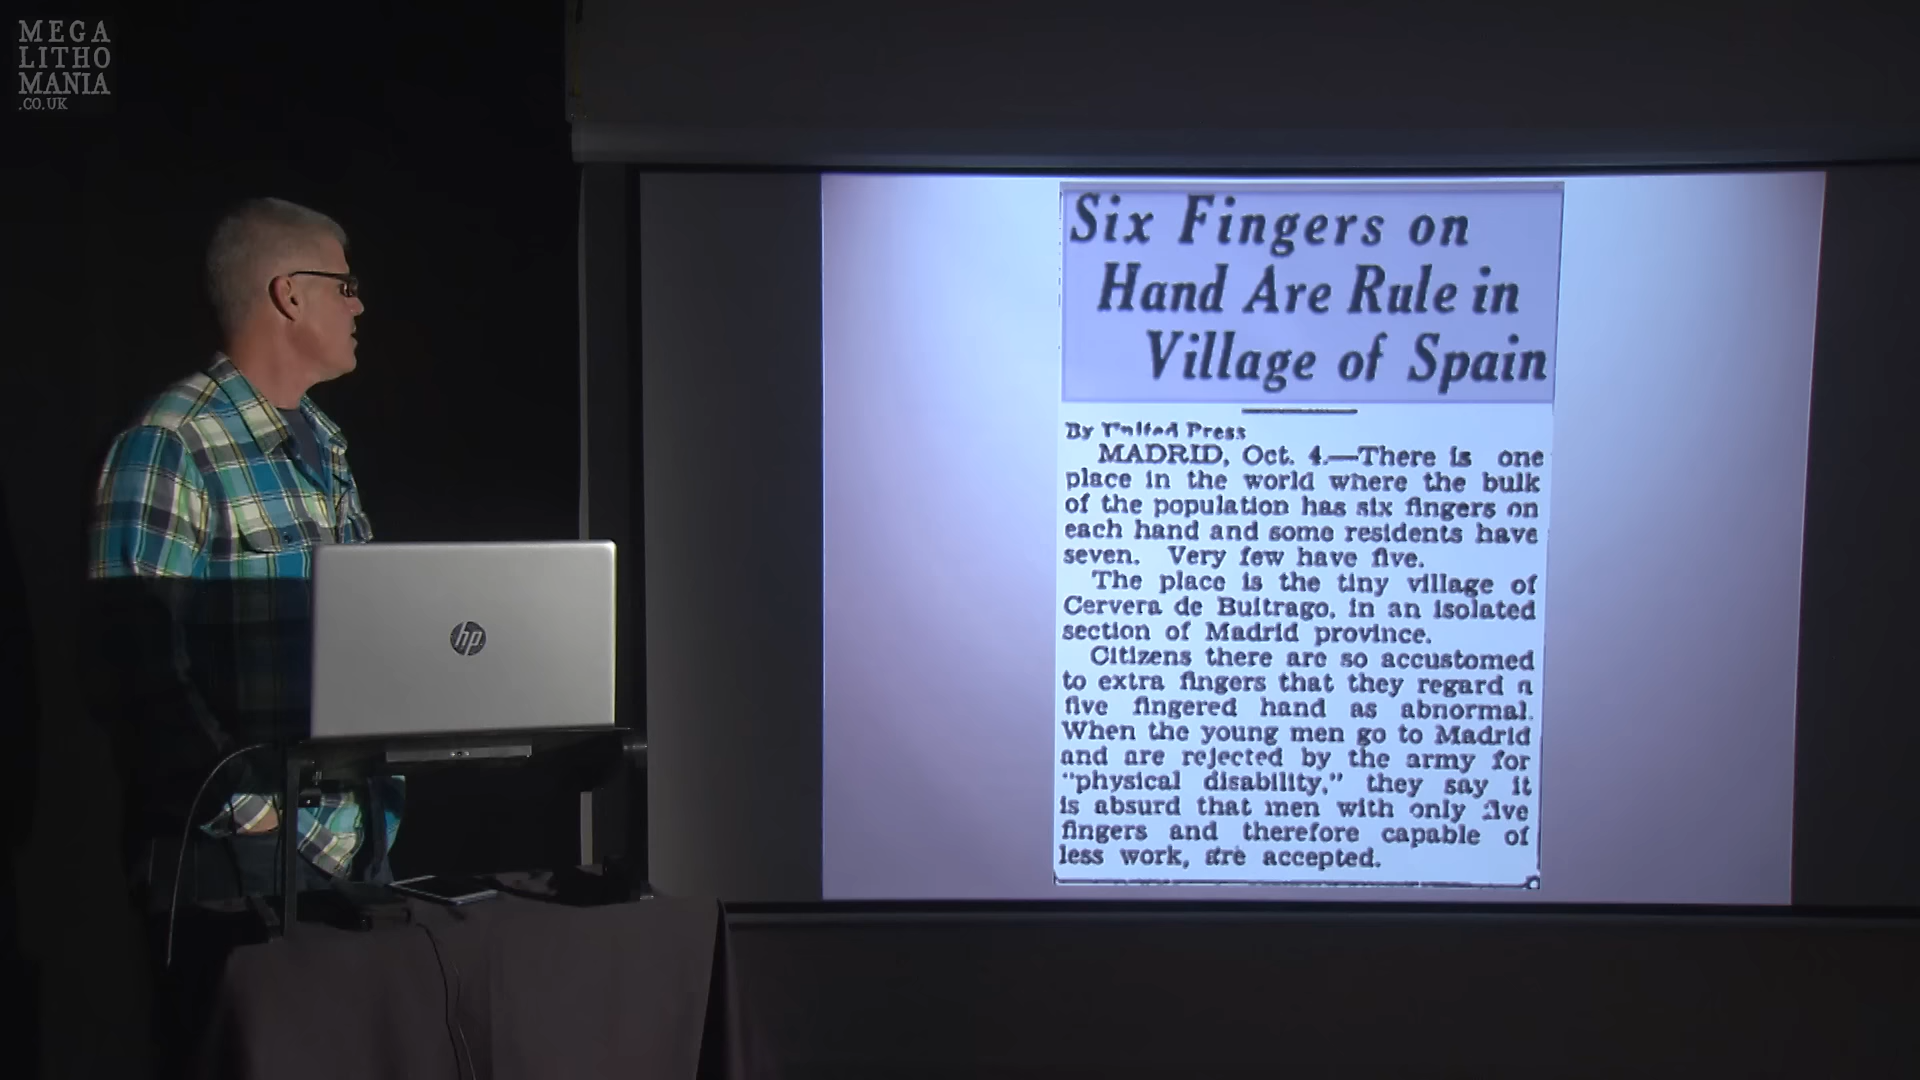 MEGA
LITHO
MANIA
.CO.UK
Six Fingers on
Hand Are Rule in
Village of Spain
By United Press
MADRID, Oct. 4.—There is one
place in the world where the bulk
of the population has six fingers on
each hand and some residents have
seven. Very few have five.
The place is the tiny village of
Cervera de Buitrago, in an isolated
section of Madrid province.
Citizens there are so accustomed
to extra fingers that they regard a
five fingered hand as abnormal.
When the young men go to Madrid
and are rejected by the army for
"physical disability," they say it
is absurd that men with only five
fingers and therefore capable of
less work, are accepted.
hp